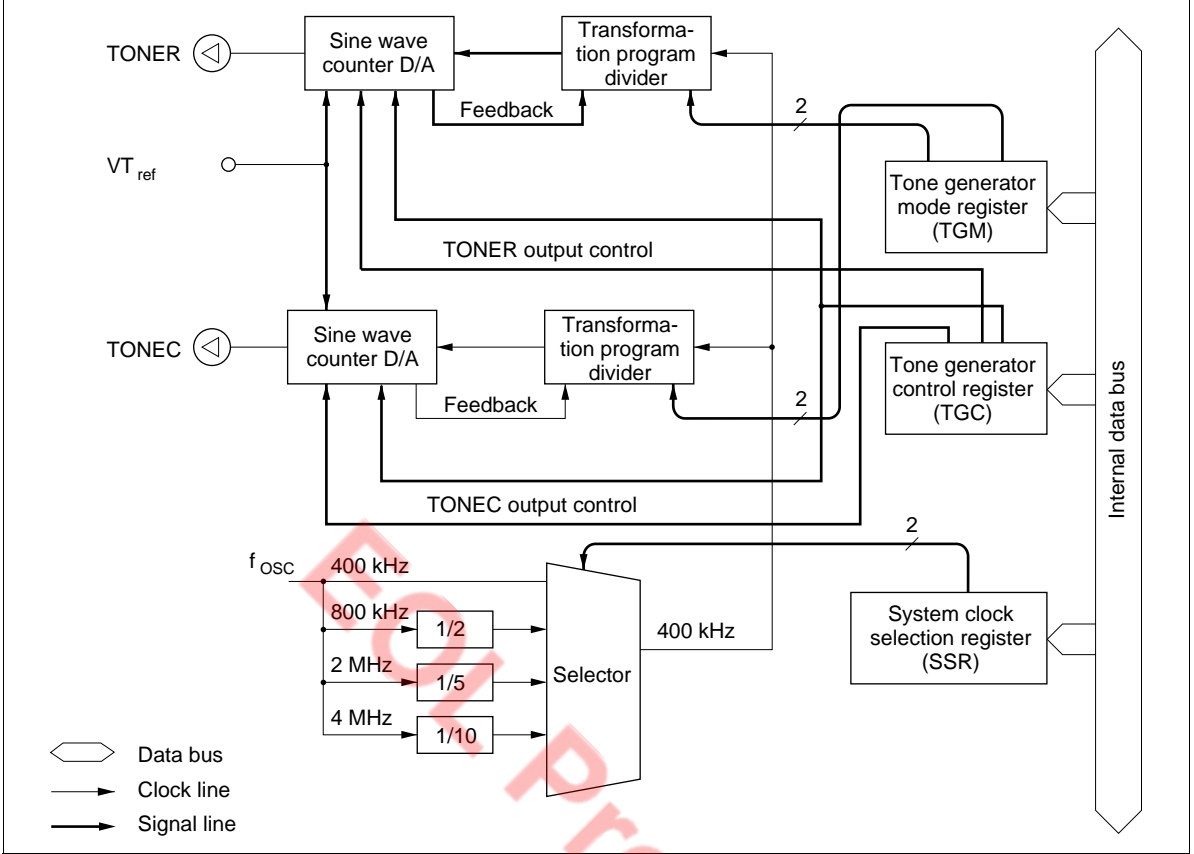 TONER
Sine wave
counter D/A
Transforma-
tion program
divider
Feedback
2
VT ref
Tone generator
mode register
(TGM)
TONER output control
TONEC
Sine wave
counter D/A
Transforma-
tion program
divider
Feedback
2
Tone generator
control register
(TGC)
Internal data bus
TONEC output control
2
f OSC
400 kHz
800 kHz
1/2
2 MHz
1/5
4 MHz
1/10
Selector
400 kHz
System clock
selection register
(SSR)
Data bus
Clock line
Signal line
EOL Pro